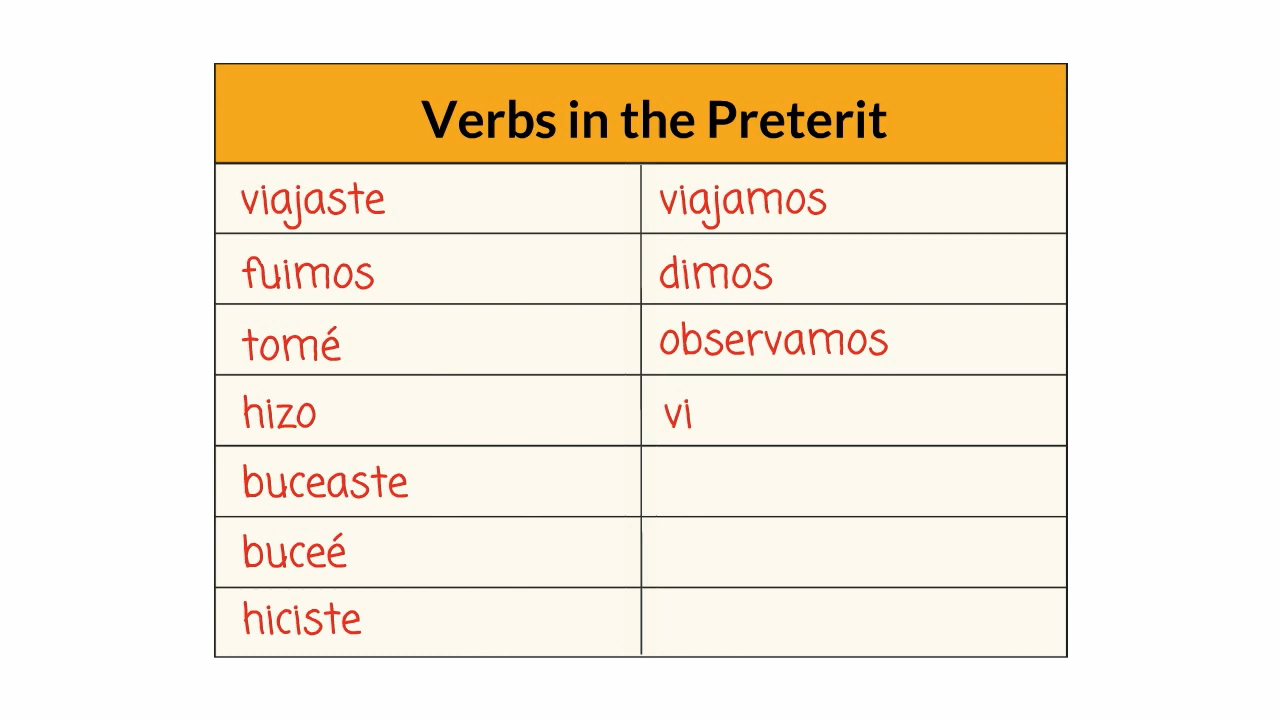 Verbs in the Preterit
viajaste viajamos
fuimos dimos
tomé observamos
hizo vi
buceaste
buceé
hiciste